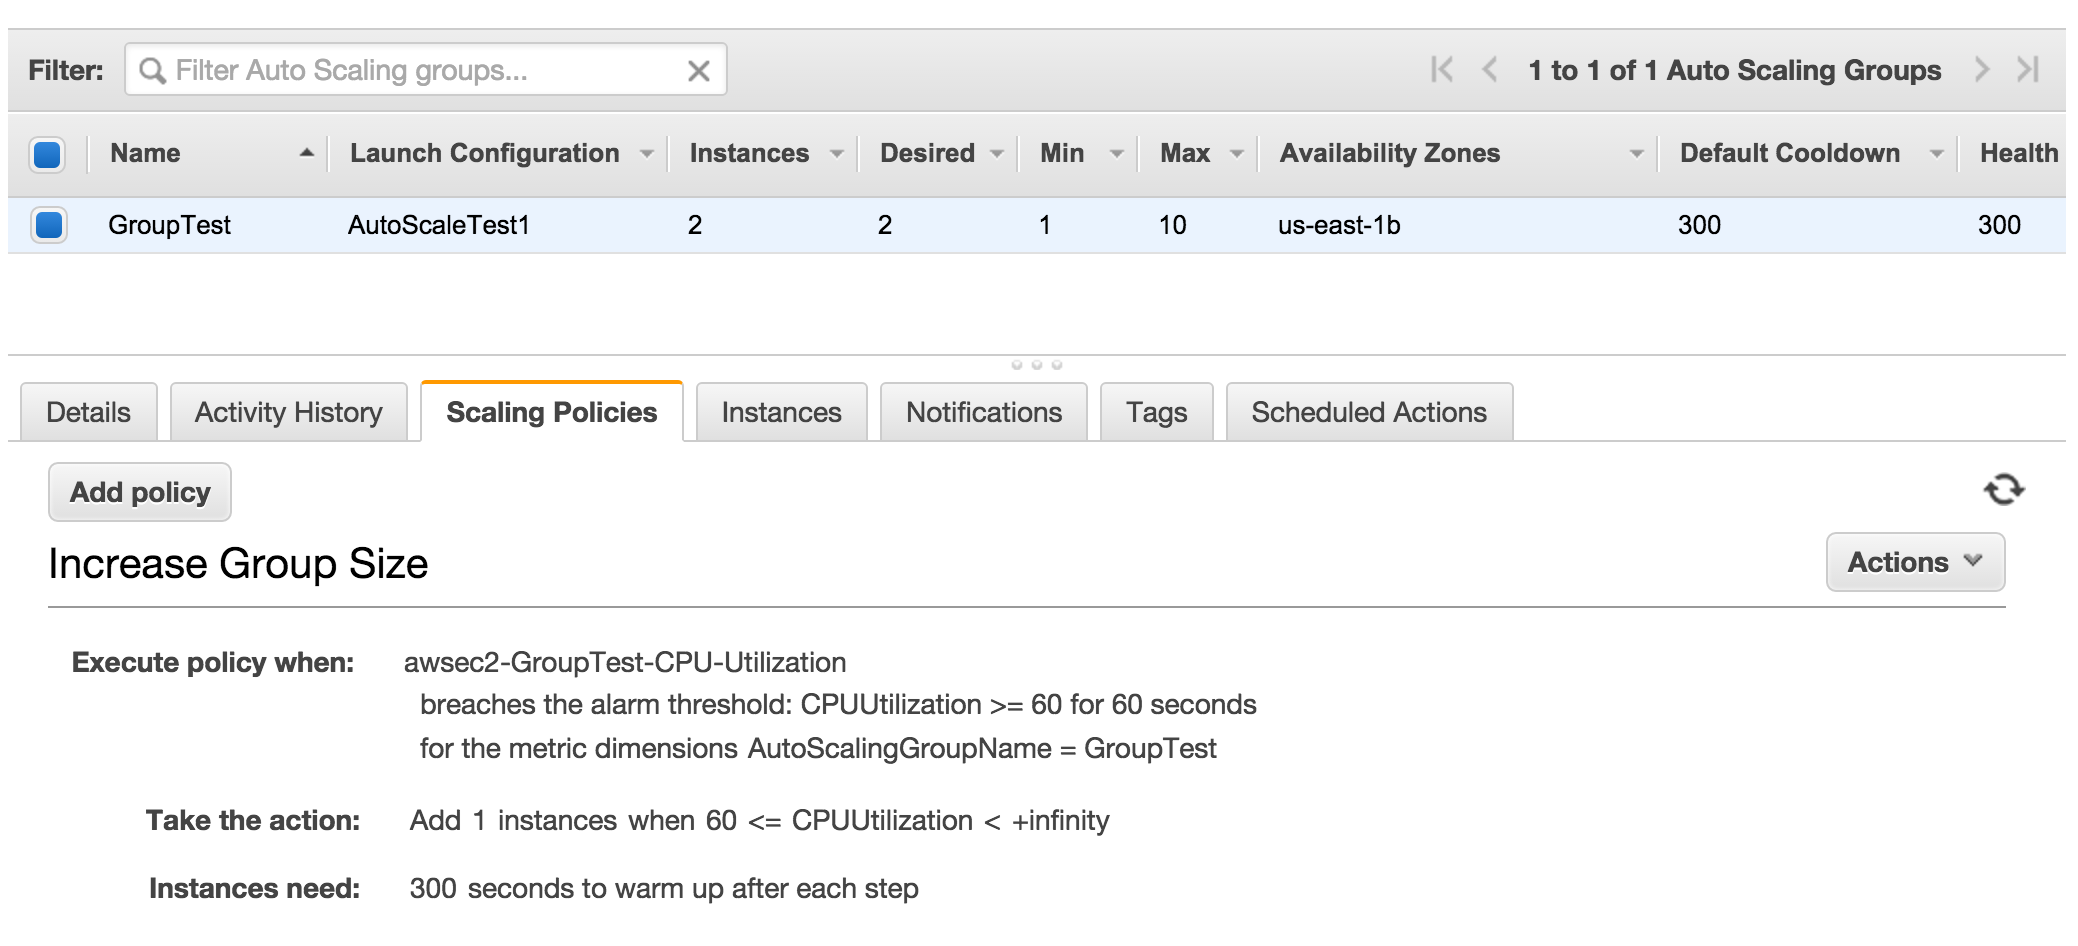 Filter: Filter Auto Scaling groups... 1 to 1 of 1 Auto Scaling Groups
Name Launch Configuration Instances Desired Min Max Availability Zones Default Cooldown Health
GroupTest AutoScaleTest1 2 2 1 10 us-east-1b 300 300
Details Activity History Scaling Policies Instances Notifications Tags Scheduled Actions
Add policy
Increase Group Size Actions
Execute policy when: awsec2-GroupTest-CPU-Utilization
breaches the alarm threshold: CPUUtilization >= 60 for 60 seconds
for the metric dimensions AutoScalingGroupName = GroupTest
Take the action: Add 1 instances when 60 <= CPUUtilization < +infinity
Instances need: 300 seconds to warm up after each step